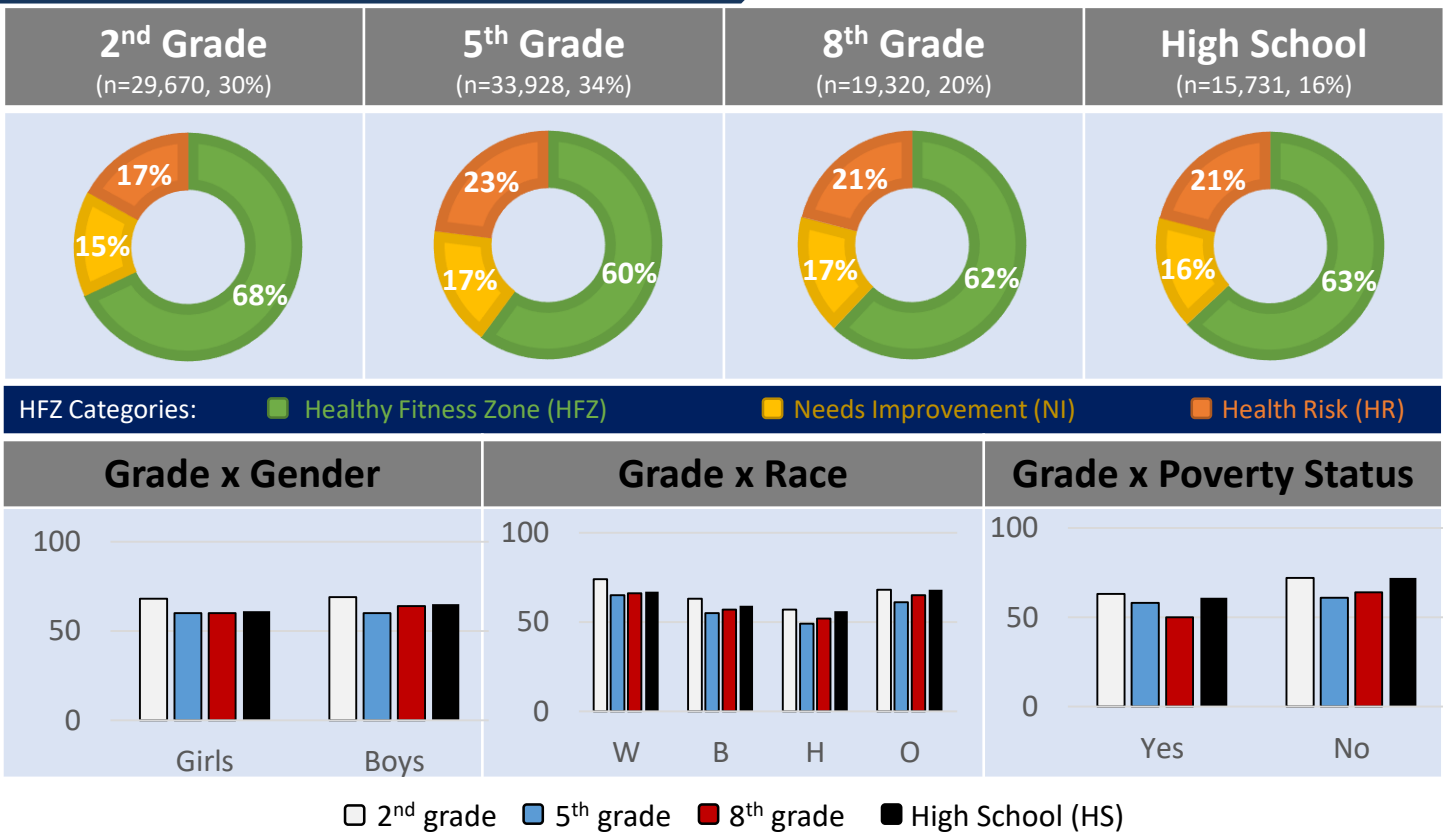 2nd Grade
(n=29,670, 30%)
5th Grade
(n=33,928, 34%)
8th Grade
(n=19,320, 20%)
High School
(n=15,731, 16%)
17%
15%
68%
23%
17%
60%
21%
17%
62%
21%
16%
63%
HFZ Categories:
Healthy Fitness Zone (HFZ)
Needs Improvement (NI)
Health Risk (HR)
Grade x Gender
100
50
0
Girls
Boys
Grade x Race
100
50
0
W
B
H
O
Grade x Poverty Status
100
50
0
Yes
No
2nd grade
5th grade
8th grade
High School (HS)